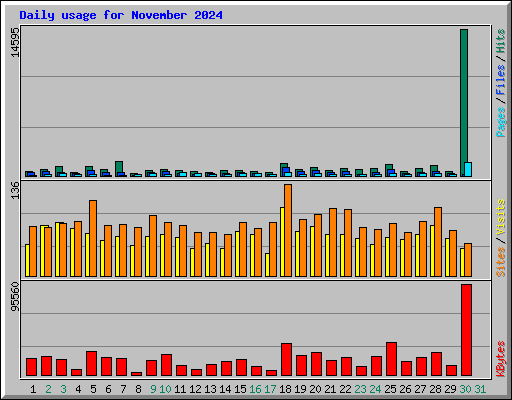 Daily usage for November 2024
14595
Pages / Files / Hits
136
Sites / Visits
95560
KBytes
1 2 3 4 5 6 7 8 9 10 11 12 13 14 15 16 17 18 19 20 21 22 23 24 25 26 27 28 29 30 31